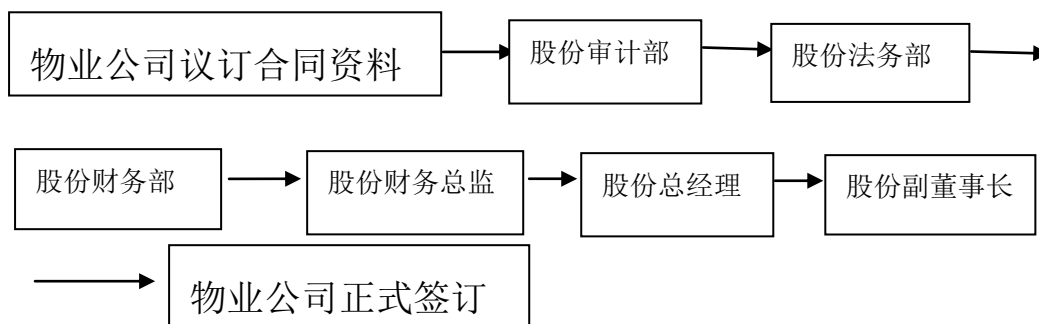 物业公司议订合同资料 股份审计部 股份法务部
股份财务部 股份财务总监 股份总经理 股份副董事长
物业公司正式签订